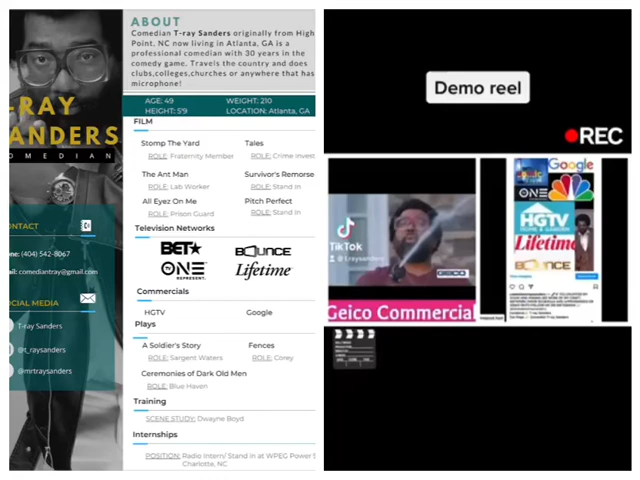 -RAY
ANDERS
OMEDIAN
ONTACT
one: (404) 542-8067
ail: comediantray@gmail.com
OCIAL MEDIA
T-ray Sanders
@t_raysanders
@mrtraysanders
ABOUT
Comedian T-ray Sanders originally from High
Point, NC now living in Atlanta, GA is a
professional comedian with 30 years in the
comedy game. Travels the country and does
clubs,colleges,churches or anywhere that has
microphone!
AGE: 49 WEIGHT: 210
HEIGHT: 5'9 LOCATION: Atlanta, GA
FILM
Stomp The Yard Tales
ROLE: Fraternity Member ROLE: Crime Invest
The Ant Man Survivor's Remorse
ROLE: Lab Worker ROLE: Stand In
All Eyez On Me Pitch Perfect
ROLE: Prison Guard ROLE: Stand In
Television Networks
BET BOUNCE
ONE Lifetime
REPRESENT.
Commercials
HGTV Google
Plays
A Soldier's Story Fences
ROLE: Sargent Waters ROLE: Corey
Ceremonies of Dark Old Men
ROLE: Blue Haven
Training
SCENE STUDY: Dwayne Boyd
Internships
POSITION: Radio Intern/ Stand in at WPEG Power
Charlotte, NC
Demo reel
REC
TikTok
GEICO
Geico Commercial
Google
ONE
HGTV
HOME & GARDEN
Lifetime
BOUNCE